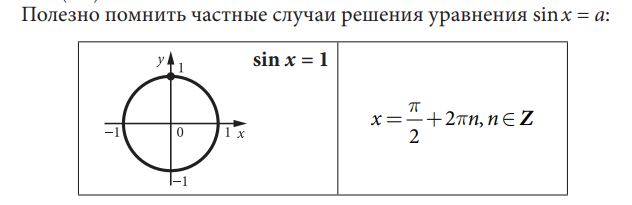 Полезно помнить частные случаи решения уравнения sin x = a:
y
1
sin x = 1
–1
0
1
x
–1
x = π/2 + 2πn, n ∈ Z